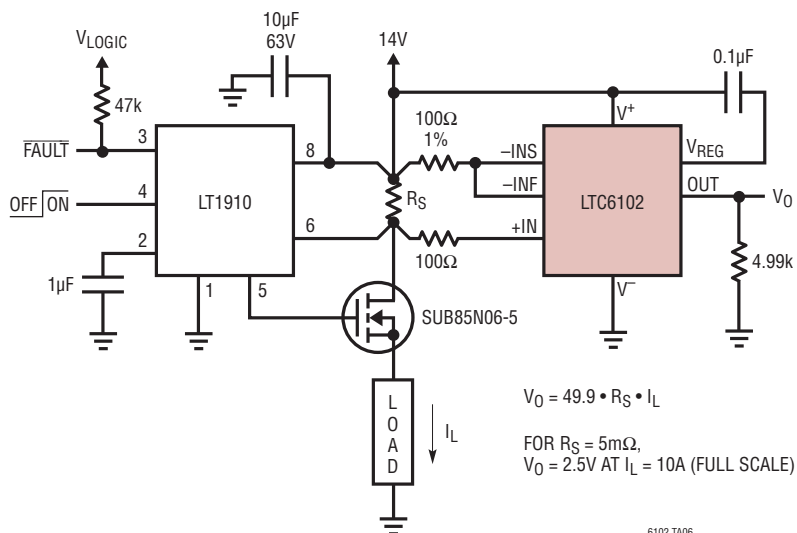 10µF
63V
14V
VLOGIC
47k
0.1µF
100Ω
1%
V+
FAULT
3
8
–INS
VREG
–INF
OUT
VO
OFF ON
4
LT1910
RS
LTC6102
2
6
+IN
100Ω
4.99k
1µF
1
5
V–
SUB85N06-5
LOAD
IL
VO = 49.9 • RS • IL
FOR RS = 5mΩ,
VO = 2.5V AT IL = 10A (FULL SCALE)
6102 TA06